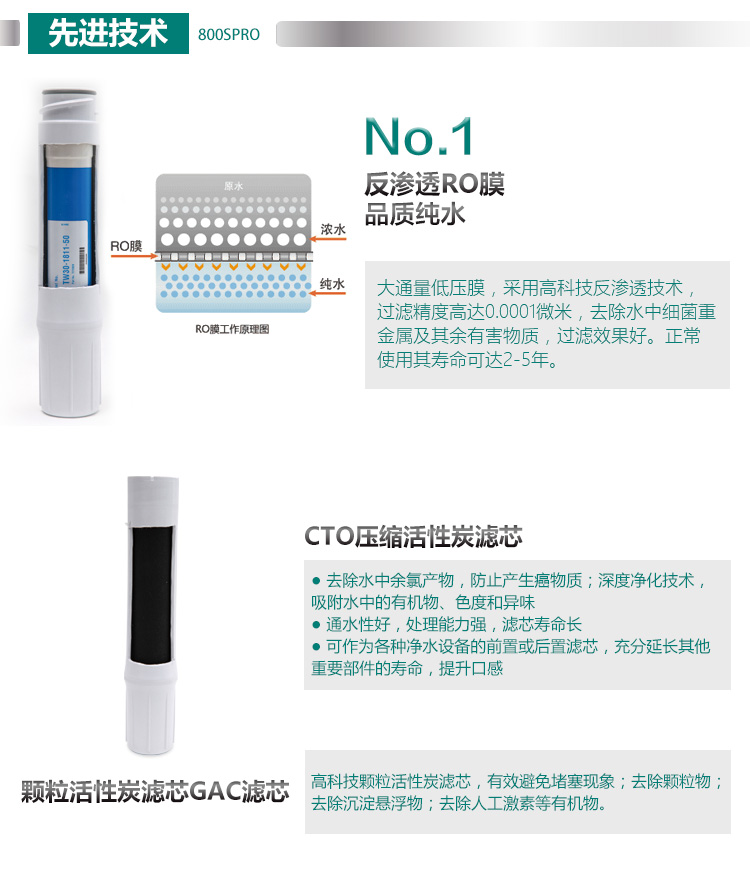 先进技术
800SPRO
No.1
反渗透RO膜
品质纯水
原水
浓水
RO膜
纯水
RO膜工作原理图
TW30-1811-50
大通量低压膜，采用高科技反渗透技术，
过滤精度高达0.0001微米，去除水中细菌重
金属及其余有害物质，过滤效果好。正常
使用其寿命可达2-5年。
CTO压缩活性炭滤芯
● 去除水中余氯产物，防止产生癌物质；深度净化技术，
吸附水中的有机物、色度和异味
● 通水性好，处理能力强，滤芯寿命长
● 可作为各种净水设备的前置或后置滤芯，充分延长其他
重要部件的寿命，提升口感
颗粒活性炭滤芯GAC滤芯
高科技颗粒活性炭滤芯，有效避免堵塞现象；去除颗粒物；
去除沉淀悬浮物；去除人工激素等有机物。